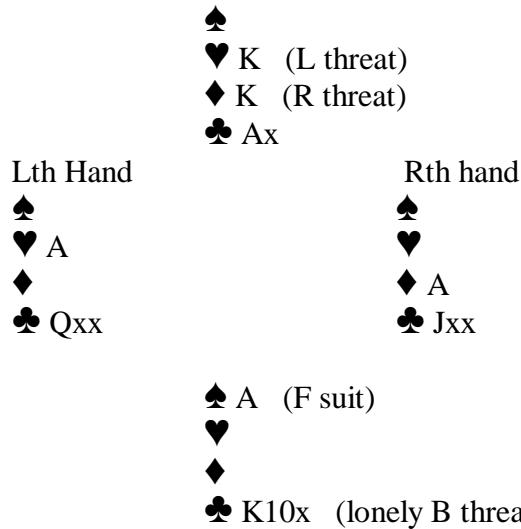 ♠
♥ K (L threat)
♦ K (R threat)
♣ Ax
Lth Hand Rth hand
♠ ♠
♥ A ♥
♦ ♦ A
♣ Qxx ♣ Jxx
♠ A (F suit)
♥
♦
♣ K10x (lonely B threa